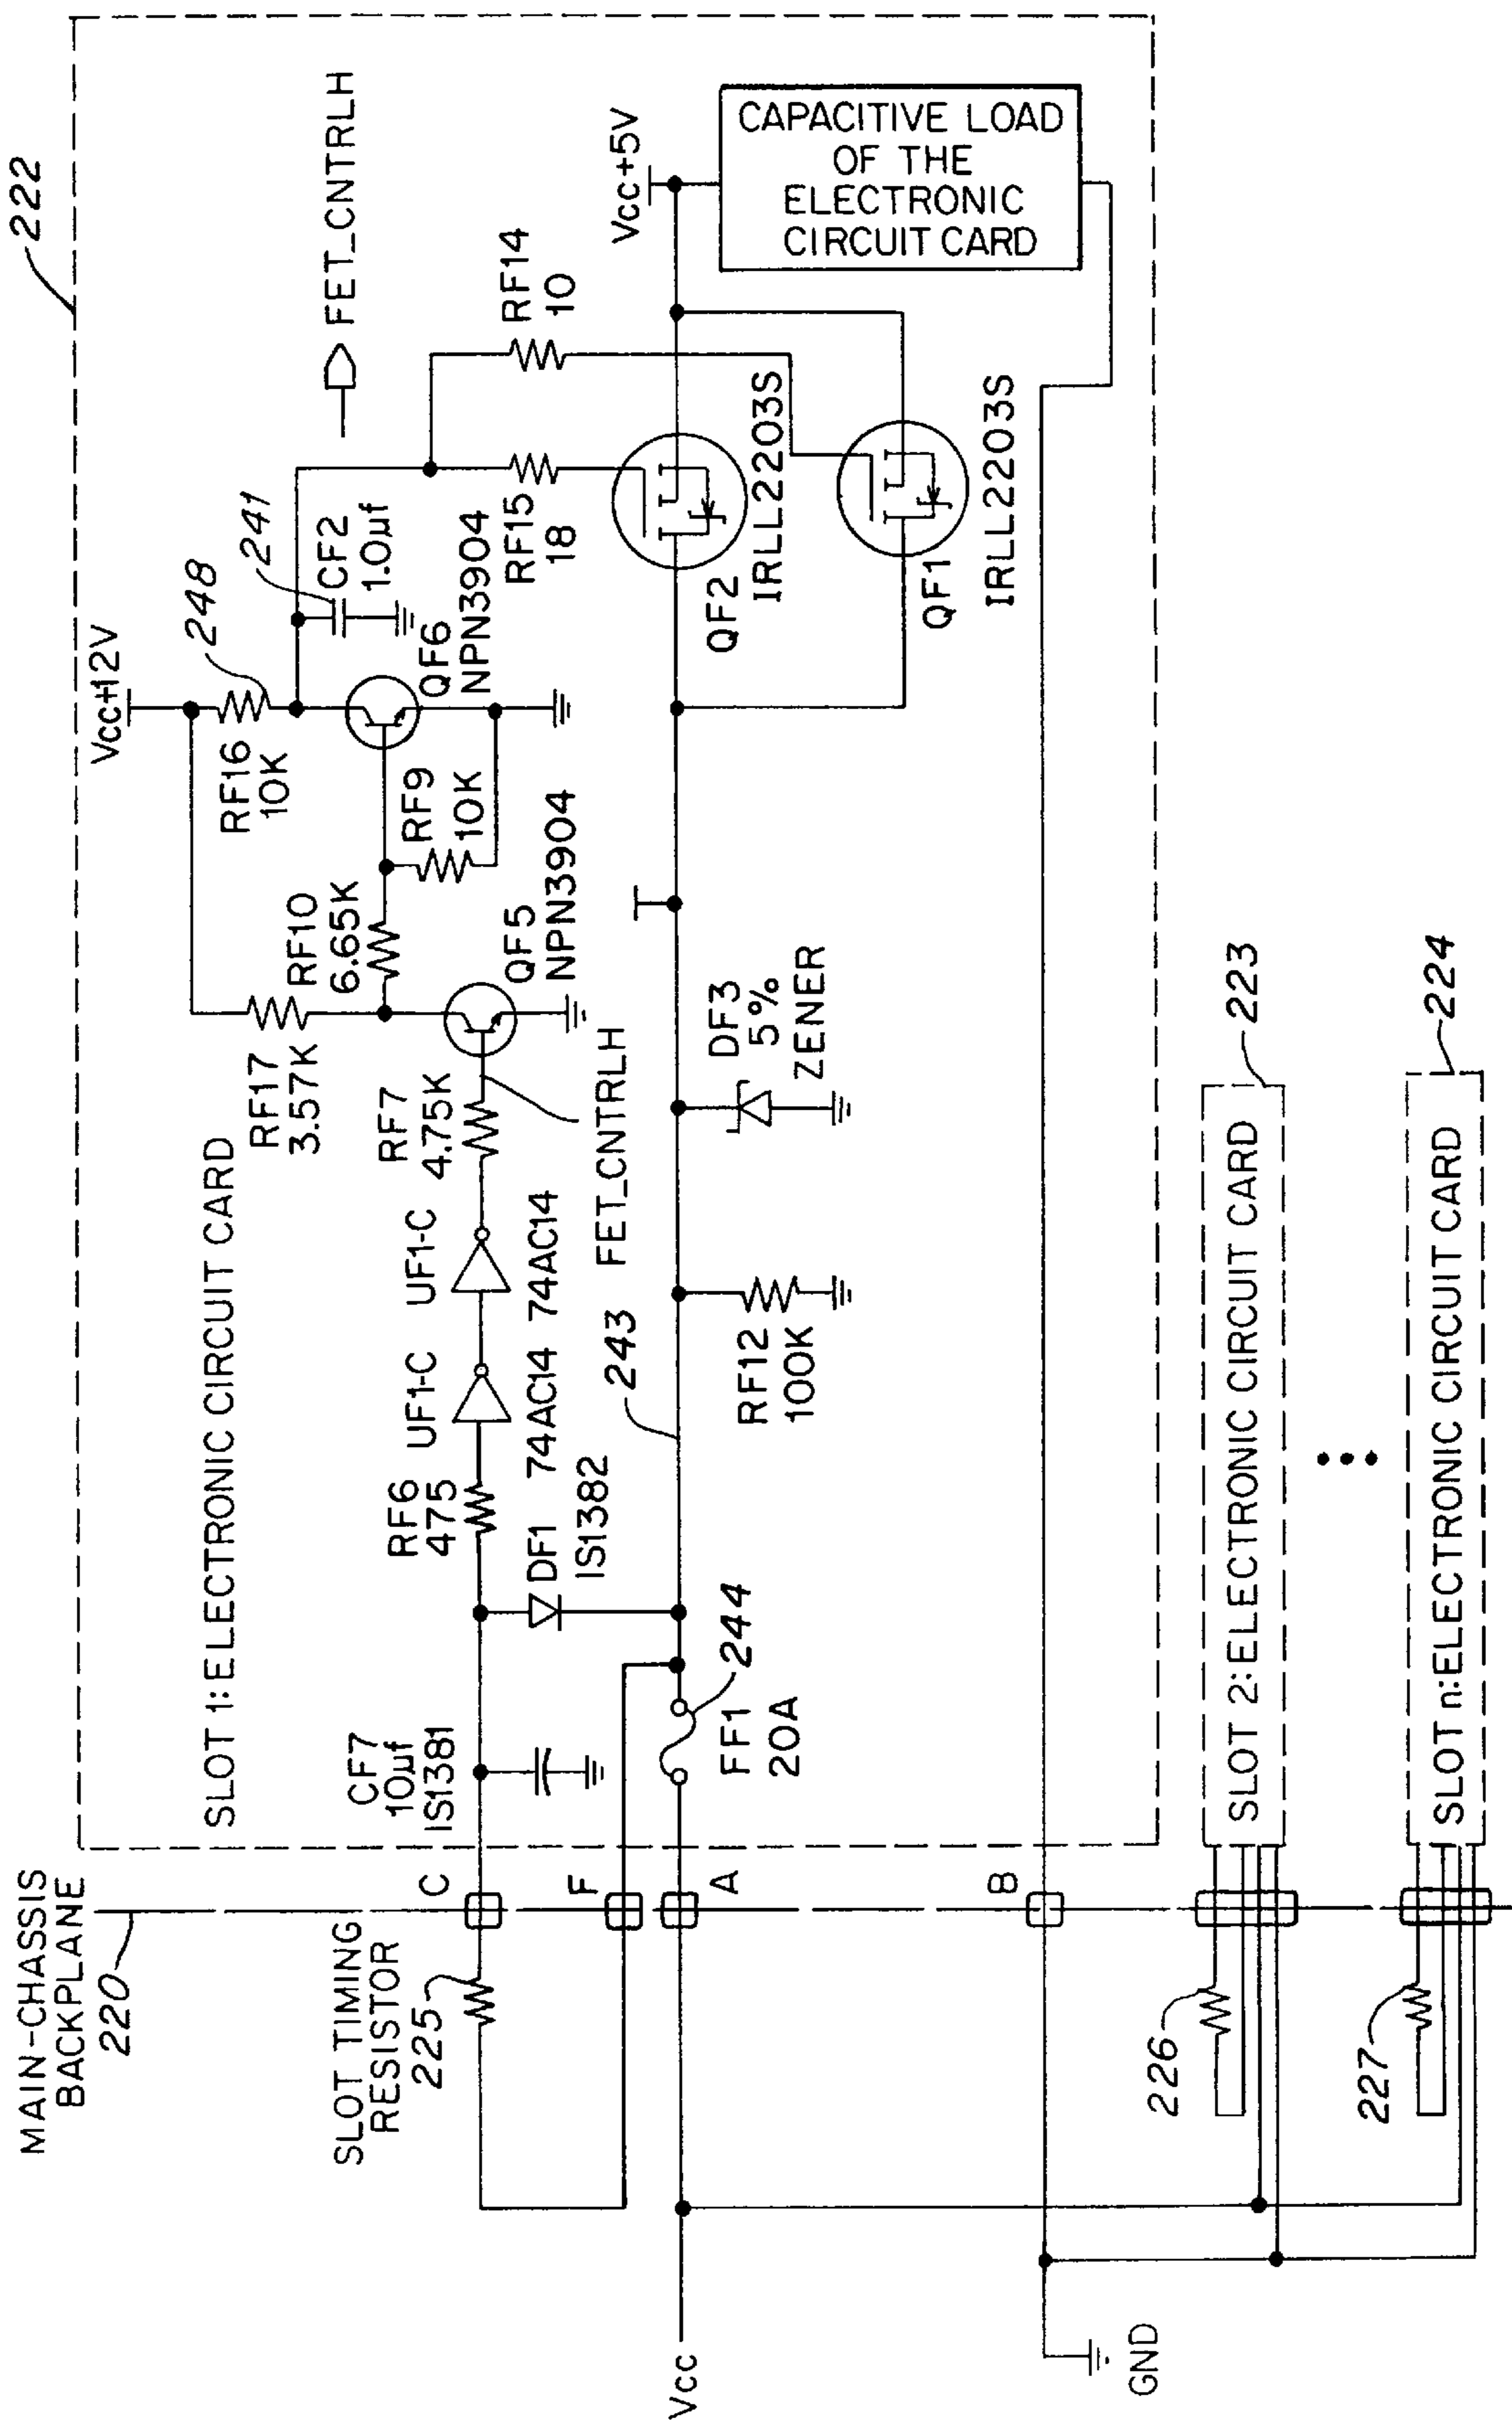 222
Vcc+12V
248
241
FET_CNTRLH
RF16
10K
CF2
1.0µf
RF14
10
Vcc+5V
CAPACITIVE LOAD
OF THE
ELECTRONIC
CIRCUIT CARD
SLOT 1:ELECTRONIC CIRCUIT CARD
RF17
3.57K
RF10
6.65K
RF9
10K
QF6
NPN3904
RF15
18
QF5
NPN3904
QF2
IRLL2203S
QF1
IRLL2203S
RF7
4.75K
FET_CNTRLH
UF1-C
74AC14
UF1-C
74AC14
RF6
475
DF1
IS1382
243
RF12
100K
DF3
5%
ZENER
CF7
10µf
IS1381
FF1
20A
244
MAIN-CHASSIS
BACKPLANE
220
SLOT TIMING
RESISTOR
225
C
F
A
B
Vcc
GND
226
SLOT 2:ELECTRONIC CIRCUIT CARD
223
227
SLOT n:ELECTRONIC CIRCUIT CARD
224